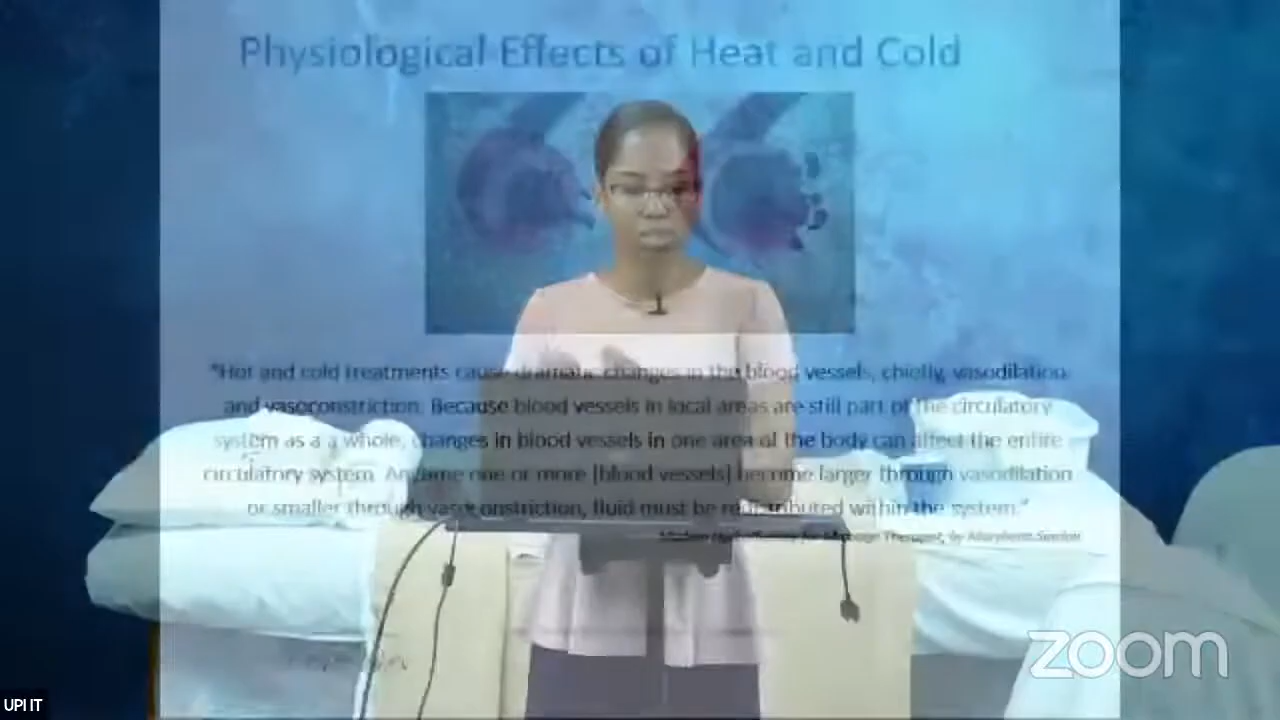 Physiological Effects of Heat and Cold
"Hot and cold treatments cause dramatic changes in the blood vessels, chiefly, vasodilation
and vasoconstriction. Because blood vessels in local areas are still part of the circulatory
system as a a whole, changes in blood vessels in one area of the body can affect the entire
circulatory system. Anytime one or more [blood vessels] become larger through vasodilation
or smaller through vasoconstriction, fluid must be redistributed within the system."
for Massage Therapist, by Marybetts Sinclair
zoom
UPI IT